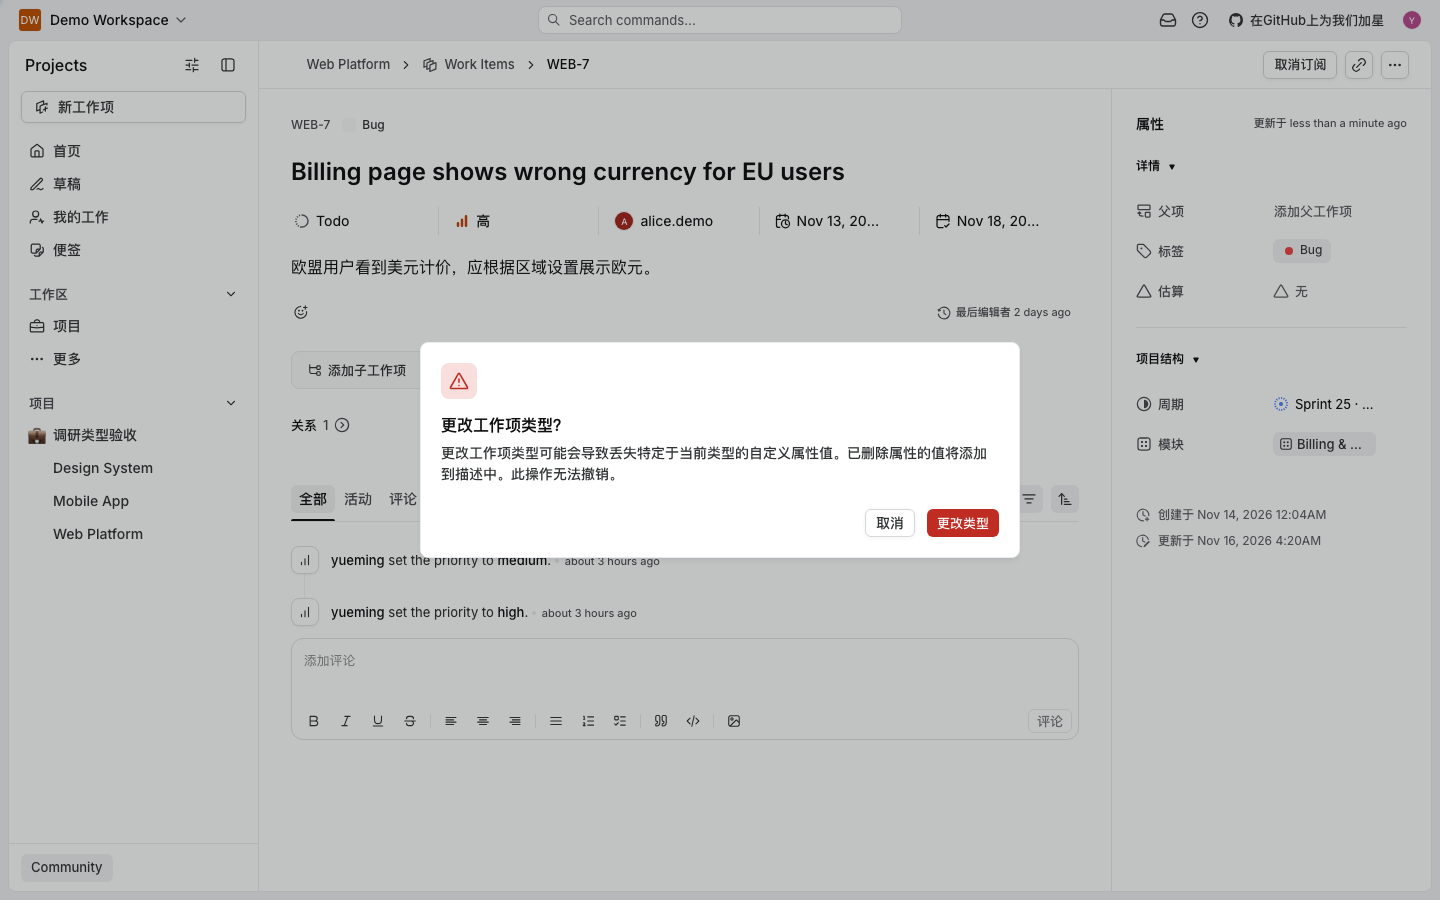 DW Demo Workspace
Search commands...
在GitHub上为我们加星
Y
Projects
新工作项
首页
草稿
我的工作
便签
工作区
项目
更多
项目
调研类型验收
Design System
Mobile App
Web Platform
Community
Web Platform > Work Items > WEB-7
取消订阅
WEB-7 Bug
Billing page shows wrong currency for EU users
Todo
高
A alice.demo
Nov 13, 20...
Nov 18, 20...
欧盟用户看到美元计价，应根据区域设置展示欧元。
最后编辑者 2 days ago
添加子工作项
关系 1
全部 活动 评论
更改工作项类型?
更改工作项类型可能会导致丢失特定于当前类型的自定义属性值。已删除属性的值将添加
到描述中。此操作无法撤销。
取消
更改类型
yueming set the priority to medium. about 3 hours ago
yueming set the priority to high. about 3 hours ago
添加评论
评论
属性
更新于 less than a minute ago
详情
父项 添加父工作项
标签 Bug
估算 无
项目结构
周期 Sprint 25 · ...
模块 Billing & ...
创建于 Nov 14, 2026 12:04AM
更新于 Nov 16, 2026 4:20AM